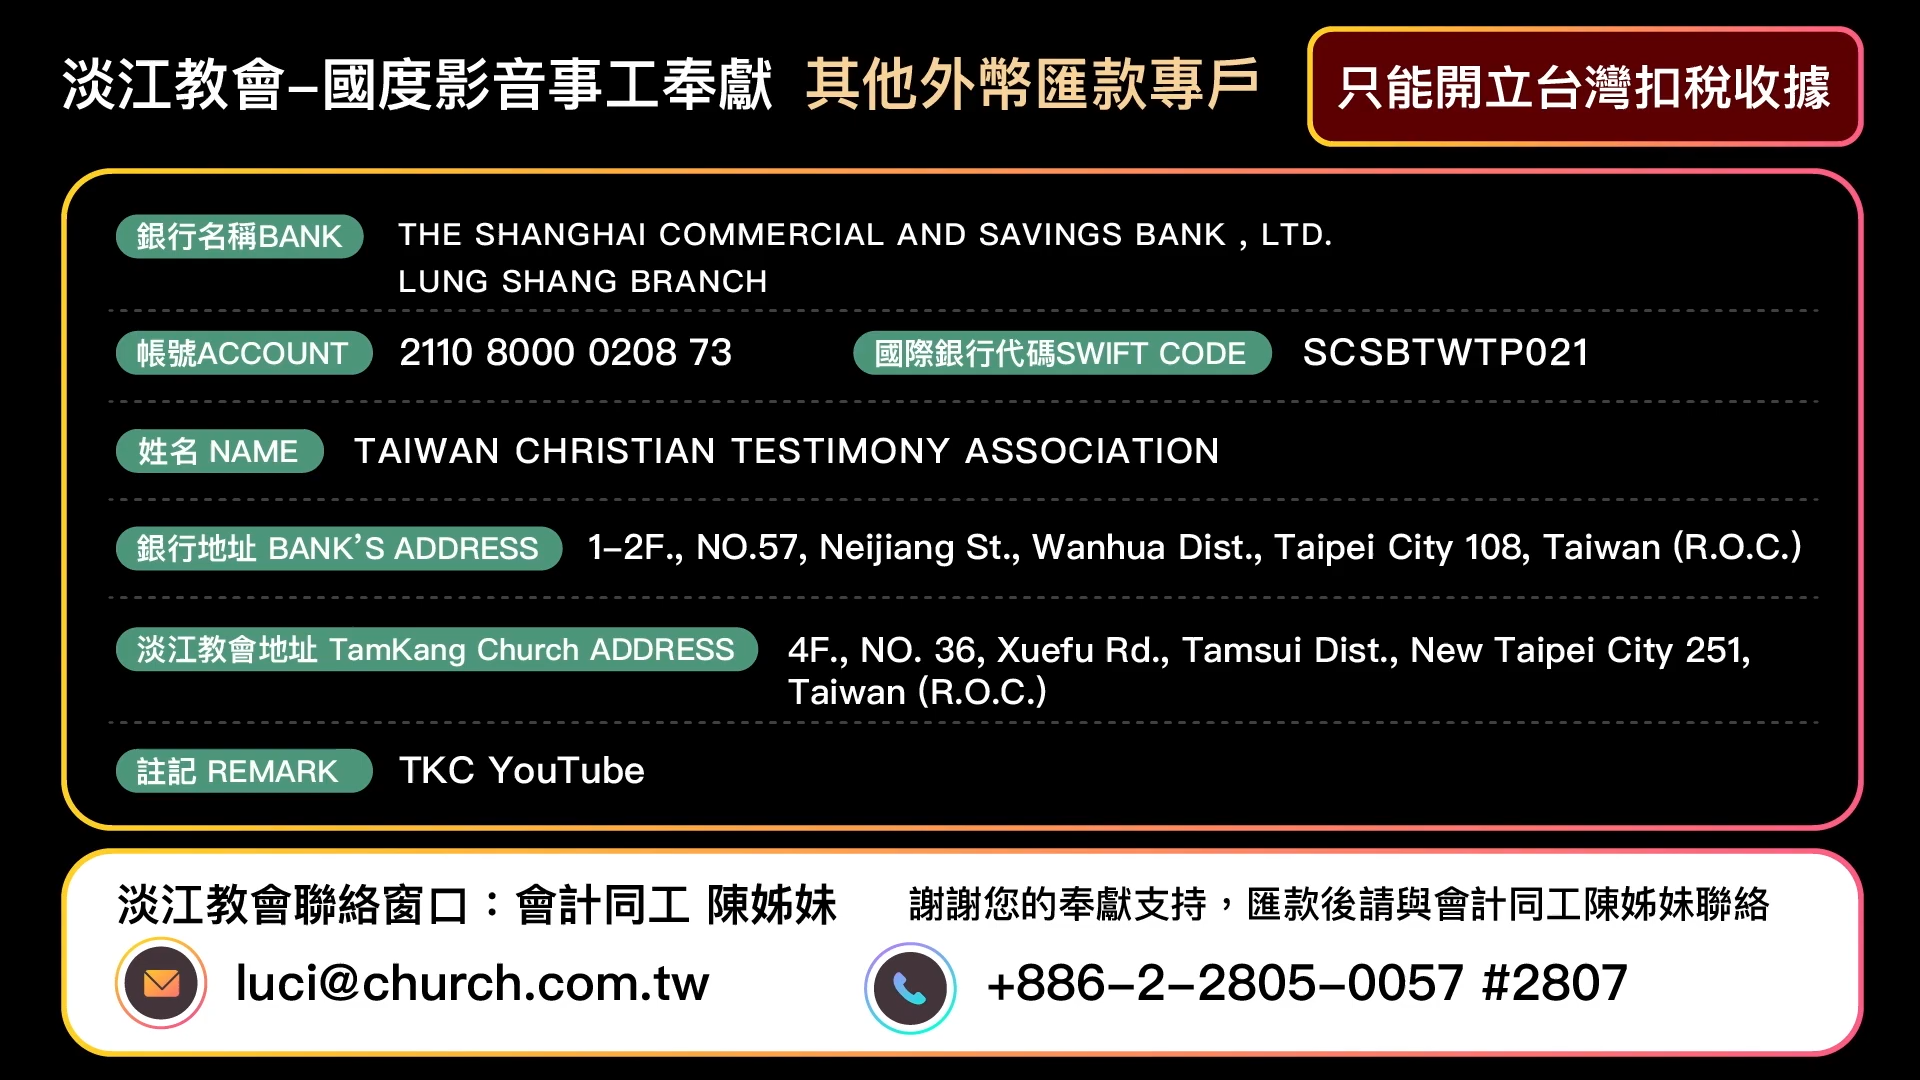 淡江教會–國度影音事工奉獻 其他外幣匯款專戶
只能開立台灣扣稅收據
銀行名稱BANK THE SHANGHAI COMMERCIAL AND SAVINGS BANK , LTD.
LUNG SHANG BRANCH
帳號ACCOUNT 2110 8000 0208 73 國際銀行代碼SWIFT CODE SCSBTWTP021
姓名 NAME TAIWAN CHRISTIAN TESTIMONY ASSOCIATION
銀行地址 BANK’S ADDRESS 1–2F., NO.57, Neijiang St., Wanhua Dist., Taipei City 108, Taiwan (R.O.C.)
淡江教會地址 TamKang Church ADDRESS 4F., NO. 36, Xuefu Rd., Tamsui Dist., New Taipei City 251,
Taiwan (R.O.C.)
註記 REMARK TKC YouTube
淡江教會聯絡窗口：會計同工 陳姊妹
謝謝您的奉獻支持，匯款後請與會計同工陳姊妹聯絡
luci@church.com.tw
+886–2–2805–0057 #2807